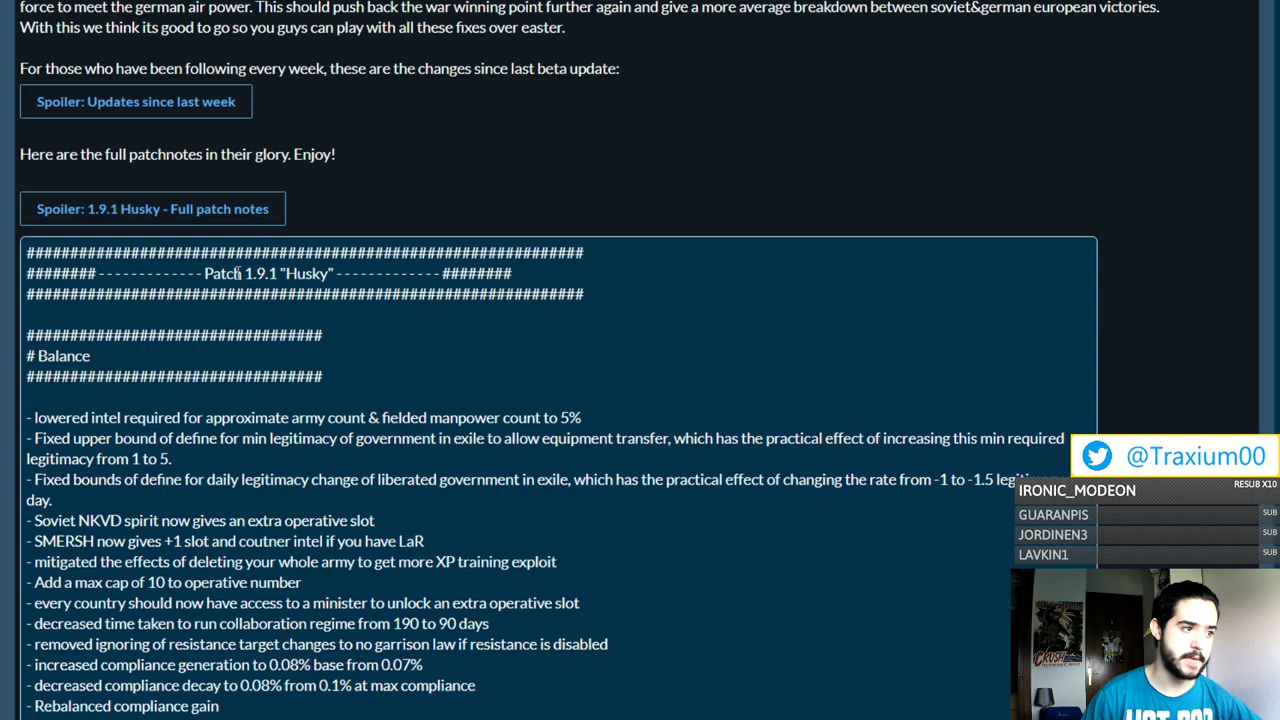 force to meet the german air power. This should push back the war winning point further again and give a more average breakdown between soviet&german european victories.
With this we think its good to go so you guys can play with all these fixes over easter.
For those who have been following every week, these are the changes since last beta update:
Spoiler: Updates since last week
Here are the full patchnotes in their glory. Enjoy!
Spoiler: 1.9.1 Husky - Full patch notes
################################################################
######## - - - - - - - - - - - - - Patch 1.9.1 "Husky" - - - - - - - - - - - - - ########
################################################################
##################################
# Balance
##################################
- lowered intel required for approximate army count & fielded manpower count to 5%
- Fixed upper bound of define for min legitimacy of government in exile to allow equipment transfer, which has the practical effect of increasing this min required
legitimacy from 1 to 5.
- Fixed bounds of define for daily legitimacy change of liberated government in exile, which has the practical effect of changing the rate from -1 to -1.5
day.
- Soviet NKVD spirit now gives an extra operative slot
- SMERSH now gives +1 slot and coutner intel if you have LaR
- mitigated the effects of deleting your whole army to get more XP training exploit
- Add a max cap of 10 to operative number
- every country should now have access to a minister to unlock an extra operative slot
- decreased time taken to run collaboration regime from 190 to 90 days
- removed ignoring of resistance target changes to no garrison law if resistance is disabled
- increased compliance generation to 0.08% base from 0.07%
- decreased compliance decay to 0.08% from 0.1% at max compliance
- Rebalanced compliance gain
@Traxium00
IRONIC_MODEON RESUB X10
GUARANPIS SUB
JORDINEN3 SUB
LAVKIN1 SUB